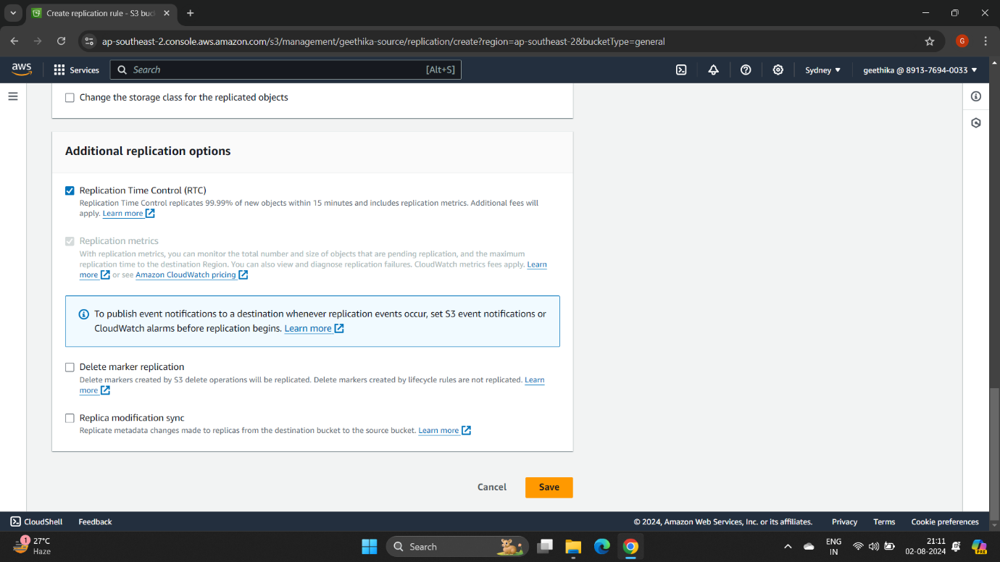 Create replication rule - S3 buc
ap-southeast-2.console.aws.amazon.com/s3/management/geethika-source/replication/create?region=ap-southeast-2&bucketType=general
G
aws
Services
Search
[Alt+S]
Sydney
geethika @ 8913-7694-0033
Change the storage class for the replicated objects
Additional replication options
Replication Time Control (RTC)
Replication Time Control replicates 99.99% of new objects within 15 minutes and includes replication metrics. Additional fees will
apply. Learn more
Replication metrics
With replication metrics, you can monitor the total number and size of objects that are pending replication, and the maximum
replication time to the destination Region. You can also view and diagnose replication failures. CloudWatch metrics fees apply. Learn
more or see Amazon CloudWatch pricing
To publish event notifications to a destination whenever replication events occur, set S3 event notifications or
CloudWatch alarms before replication begins. Learn more
Delete marker replication
Delete markers created by S3 delete operations will be replicated. Delete markers created by lifecycle rules are not replicated. Learn
more
Replica modification sync
Replicate metadata changes made to replicas from the destination bucket to the source bucket. Learn more
Cancel
Save
CloudShell
Feedback
© 2024, Amazon Web Services, Inc. or its affiliates.
Privacy
Terms
Cookie preferences
1
27°C
Haze
Search
ENG
IN
21:11
02-08-2024
PRE